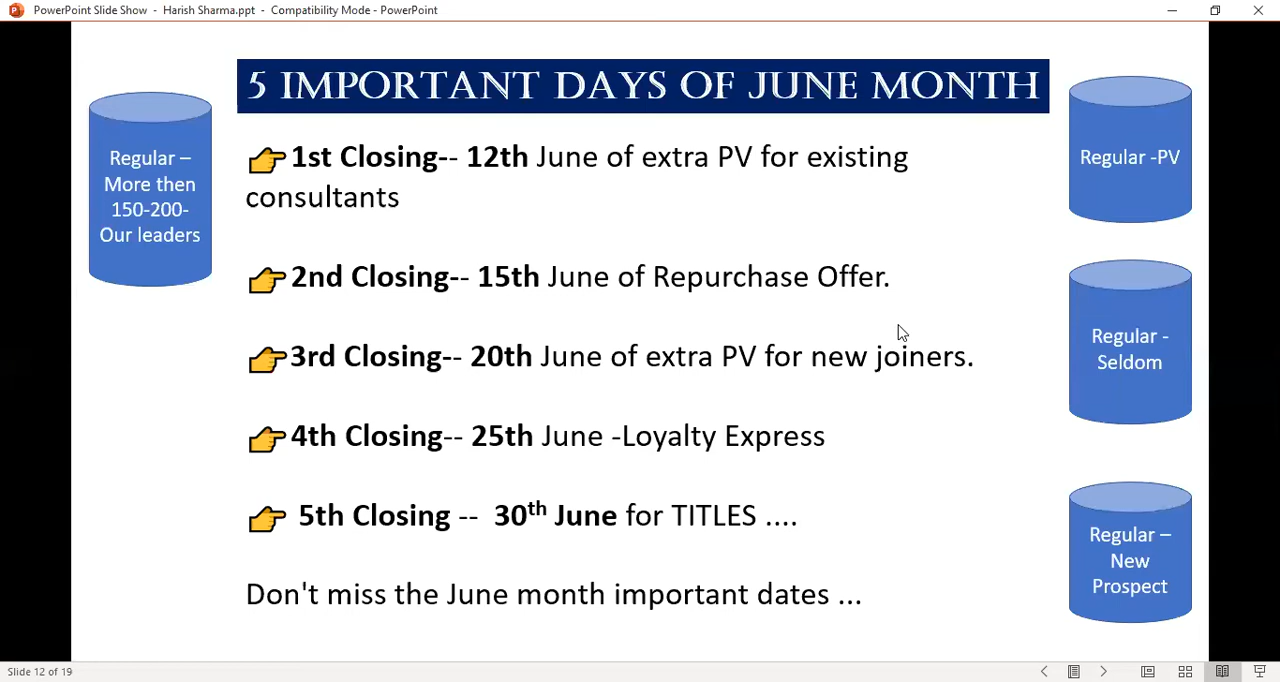 PowerPoint Slide Show - Harish Sharma.ppt - Compatibility Mode - PowerPoint
5 IMPORTANT DAYS OF JUNE MONTH
Regular –
More then
150-200-
Our leaders
👉1st Closing-- 12th June of extra PV for existing
consultants
👉2nd Closing-- 15th June of Repurchase Offer.
👉3rd Closing-- 20th June of extra PV for new joiners.
👉4th Closing-- 25th June -Loyalty Express
👉 5th Closing -- 30th June for TITLES ....
Don't miss the June month important dates ...
Regular -PV
Regular -
Seldom
Regular –
New
Prospect
Slide 12 of 19